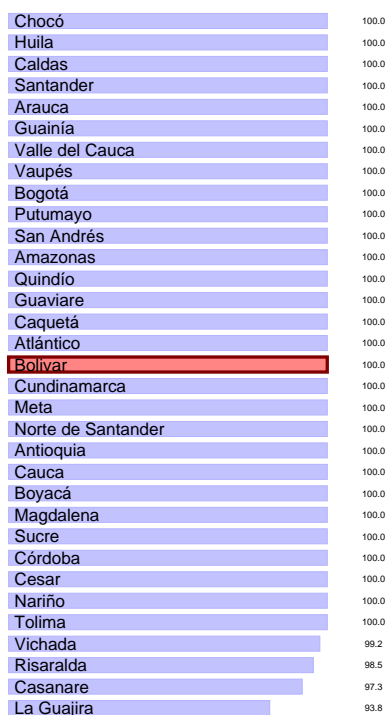 Chocó 100.0
Huila 100.0
Caldas 100.0
Santander 100.0
Arauca 100.0
Guainía 100.0
Valle del Cauca 100.0
Vaupés 100.0
Bogotá 100.0
Putumayo 100.0
San Andrés 100.0
Amazonas 100.0
Quindío 100.0
Guaviare 100.0
Caquetá 100.0
Atlántico 100.0
Bolivar 100.0
Cundinamarca 100.0
Meta 100.0
Norte de Santander 100.0
Antioquia 100.0
Cauca 100.0
Boyacá 100.0
Magdalena 100.0
Sucre 100.0
Córdoba 100.0
Cesar 100.0
Nariño 100.0
Tolima 100.0
Vichada 99.2
Risaralda 98.5
Casanare 97.3
La Guajira 93.8